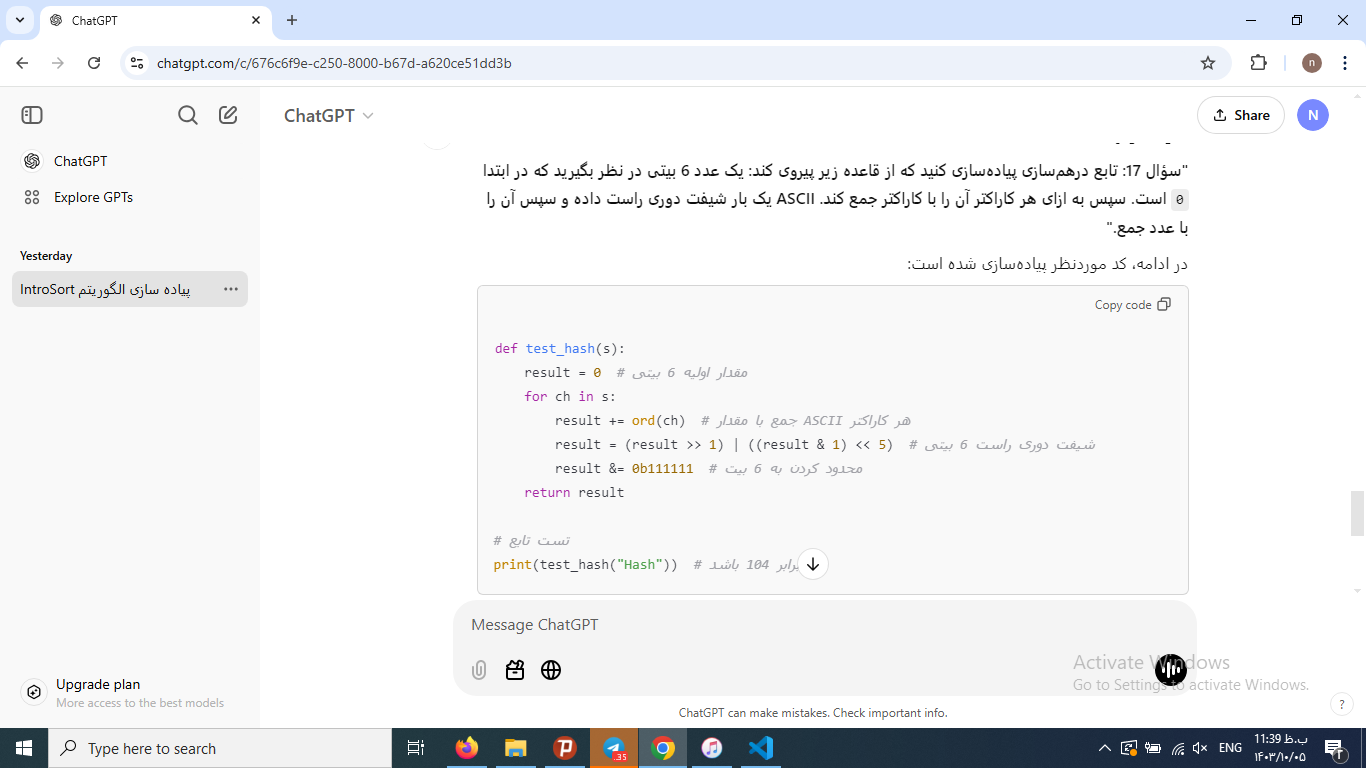 ChatGPT
chatgpt.com/c/676c6f9e-c250-8000-b67d-a620ce51dd3b
n
ChatGPT
Share
N
ChatGPT
Explore GPTs
Yesterday
پیاده سازی الگوریتم IntroSort
"سؤال 17: تابع درهم‌سازی پیاده‌سازی کنید که از قاعده زیر پیروی کند: یک عدد 6 بیتی در نظر بگیرید که در ابتدا
0 است. سپس به ازای هر کاراکتر آن را با کاراکتر جمع کند. ASCII یک بار شیفت دوری راست داده و سپس آن را
با عدد جمع."
در ادامه، کد موردنظر پیاده‌سازی شده است:
Copy code
def test_hash(s):
result = 0 # مقدار اولیه 6 بیتی
for ch in s:
result += ord(ch) # جمع با مقدار ASCII هر کاراکتر
result = (result >> 1) | ((result & 1) << 5) # شیفت دوری راست 6 بیتی
result &= 0b111111 # محدود کردن به 6 بیت
return result
# تست تابع
print(test_hash("Hash")) # برابر 104 باشد
Message ChatGPT
Upgrade plan
More access to the best models
Activate Windows
Go to Settings to activate Windows.
ChatGPT can make mistakes. Check important info.
?
Type here to search
.35
ENG
11:39 ب.ظ
۱۴۰۳/۱۰/۰۵